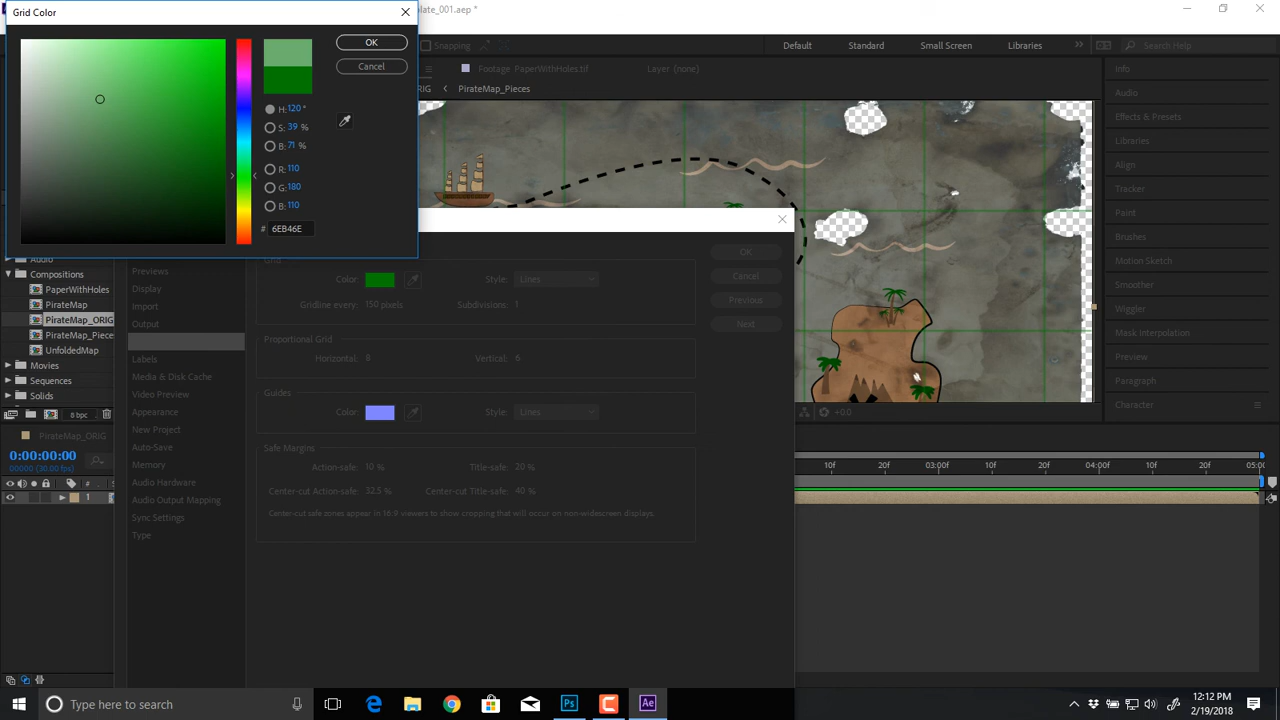 Grid Color
plate_001.aep *
OK
Cancel
H: 120 °
S: 39 %
B: 71 %
R: 110
G: 180
B: 110
# 6EB46E
Snapping
Default
Standard
Small Screen
Libraries
Search Help
Footage PaperWithHoles.tif
Layer (none)
ORIG
PirateMap_Pieces
Info
Audio
Effects & Presets
Libraries
Align
Tracker
Paint
Brushes
Motion Sketch
Smoother
Wiggler
Mask Interpolation
Preview
Paragraph
Character
Audio
Compositions
PaperWithHoles
PirateMap
PirateMap_ORIG
PirateMap_Piece
UnfoldedMap
Movies
Sequences
Solids
8 bpc
Previews
Display
Import
Output
Labels
Media & Disk Cache
Video Preview
Appearance
New Project
Auto-Save
Memory
Audio Hardware
Audio Output Mapping
Sync Settings
Type
Grid
Color:
Style: Lines
Gridline every: 150 pixels
Subdivisions: 1
Proportional Grid
Horizontal: 8
Vertical: 6
Guides
Color:
Style: Lines
Safe Margins
Action-safe: 10 %
Title-safe: 20 %
Center-cut Action-safe: 32.5 %
Center-cut Title-safe: 40 %
Center-cut safe zones appear in 16:9 viewers to show cropping that will occur on non-widescreen displays.
OK
Cancel
Previous
Next
+0.0
PirateMap_ORIG
0:00:00:00
00000 (30.00 fps)
#
1
10f
20f
03:00f
10f
20f
04:00f
10f
20f
05:00
Type here to search
Ps
Ae
12:12 PM
2/19/2018